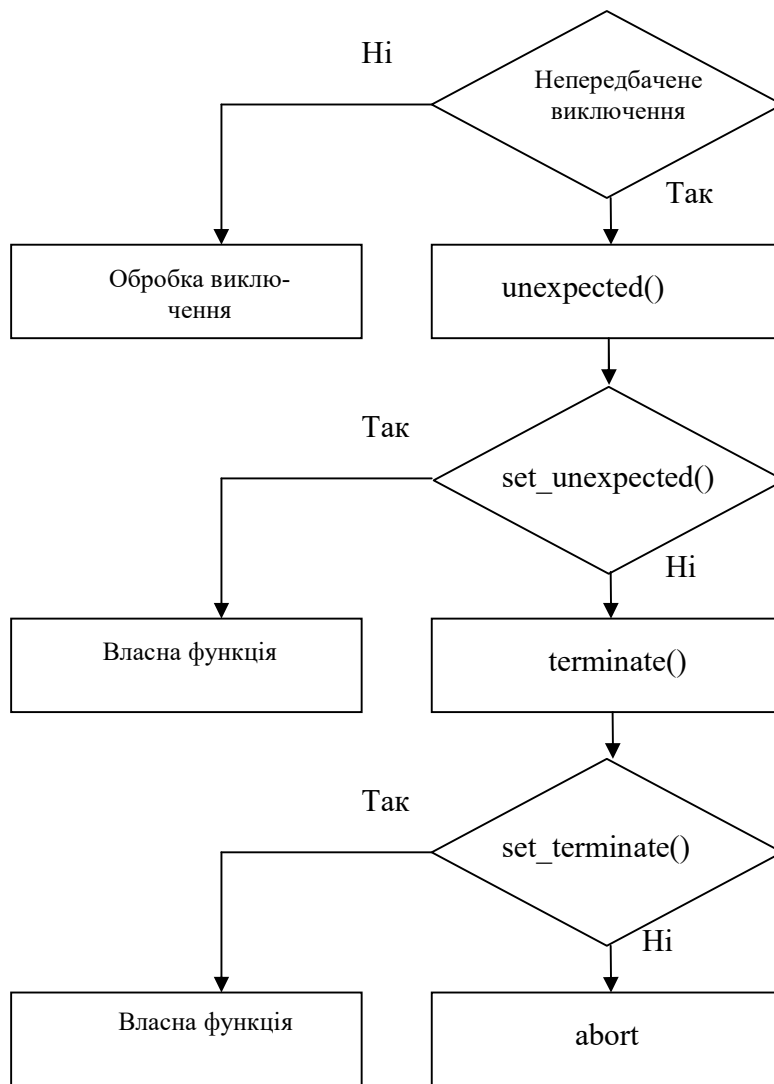 Ні
Непередбачене
виключення
Так
Обробка виклю-
чення
unexpected()
Так
set_unexpected()
Ні
Власна функція
terminate()
Так
set_terminate()
Ні
Власна функція
abort